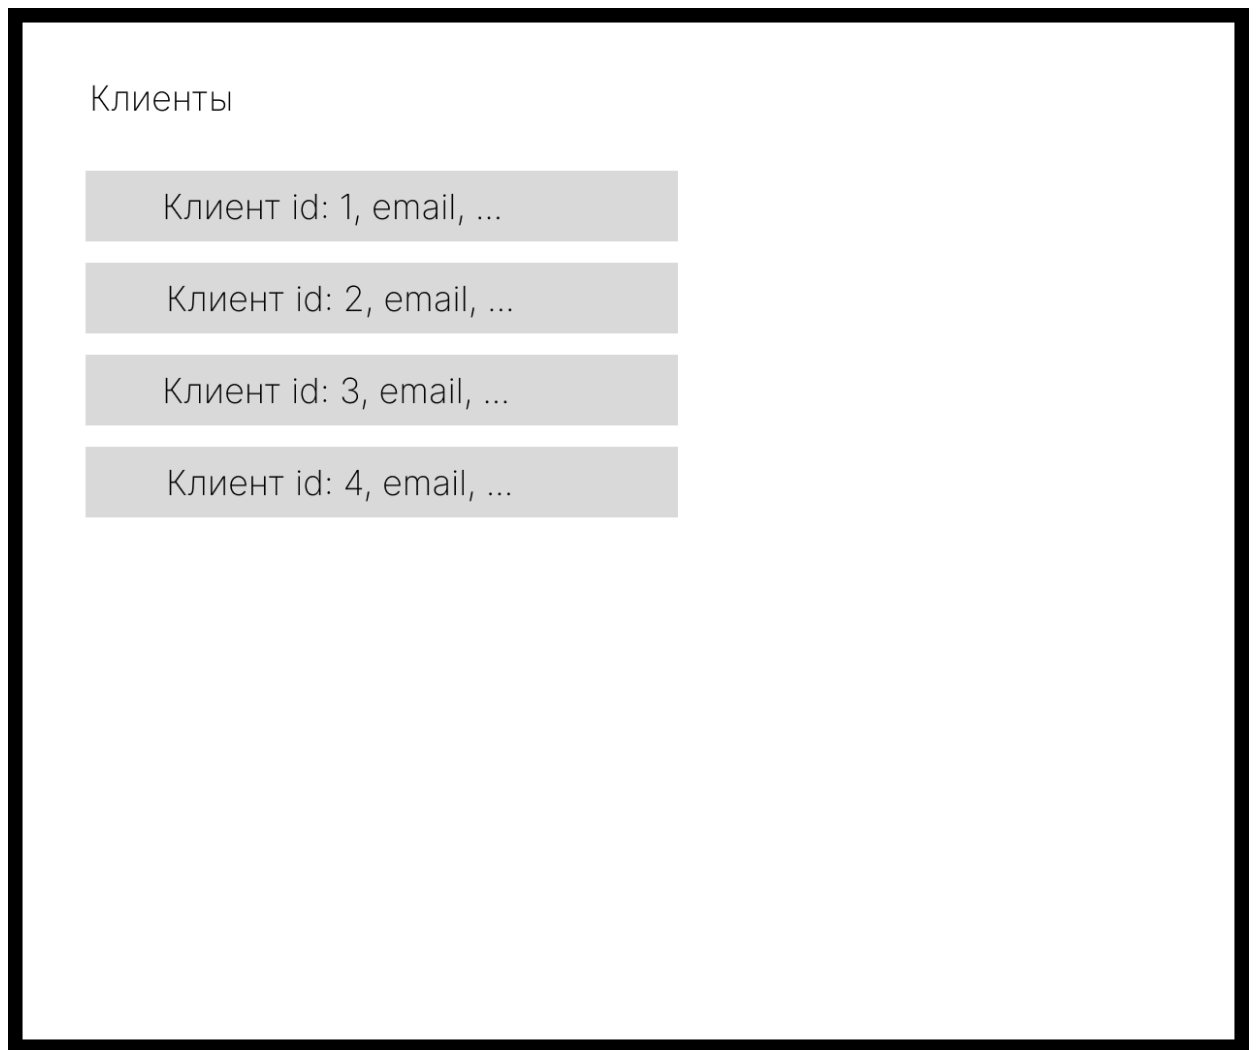 Клиенты
Клиент id: 1, email, ...
Клиент id: 2, email, ...
Клиент id: 3, email, ...
Клиент id: 4, email, ...